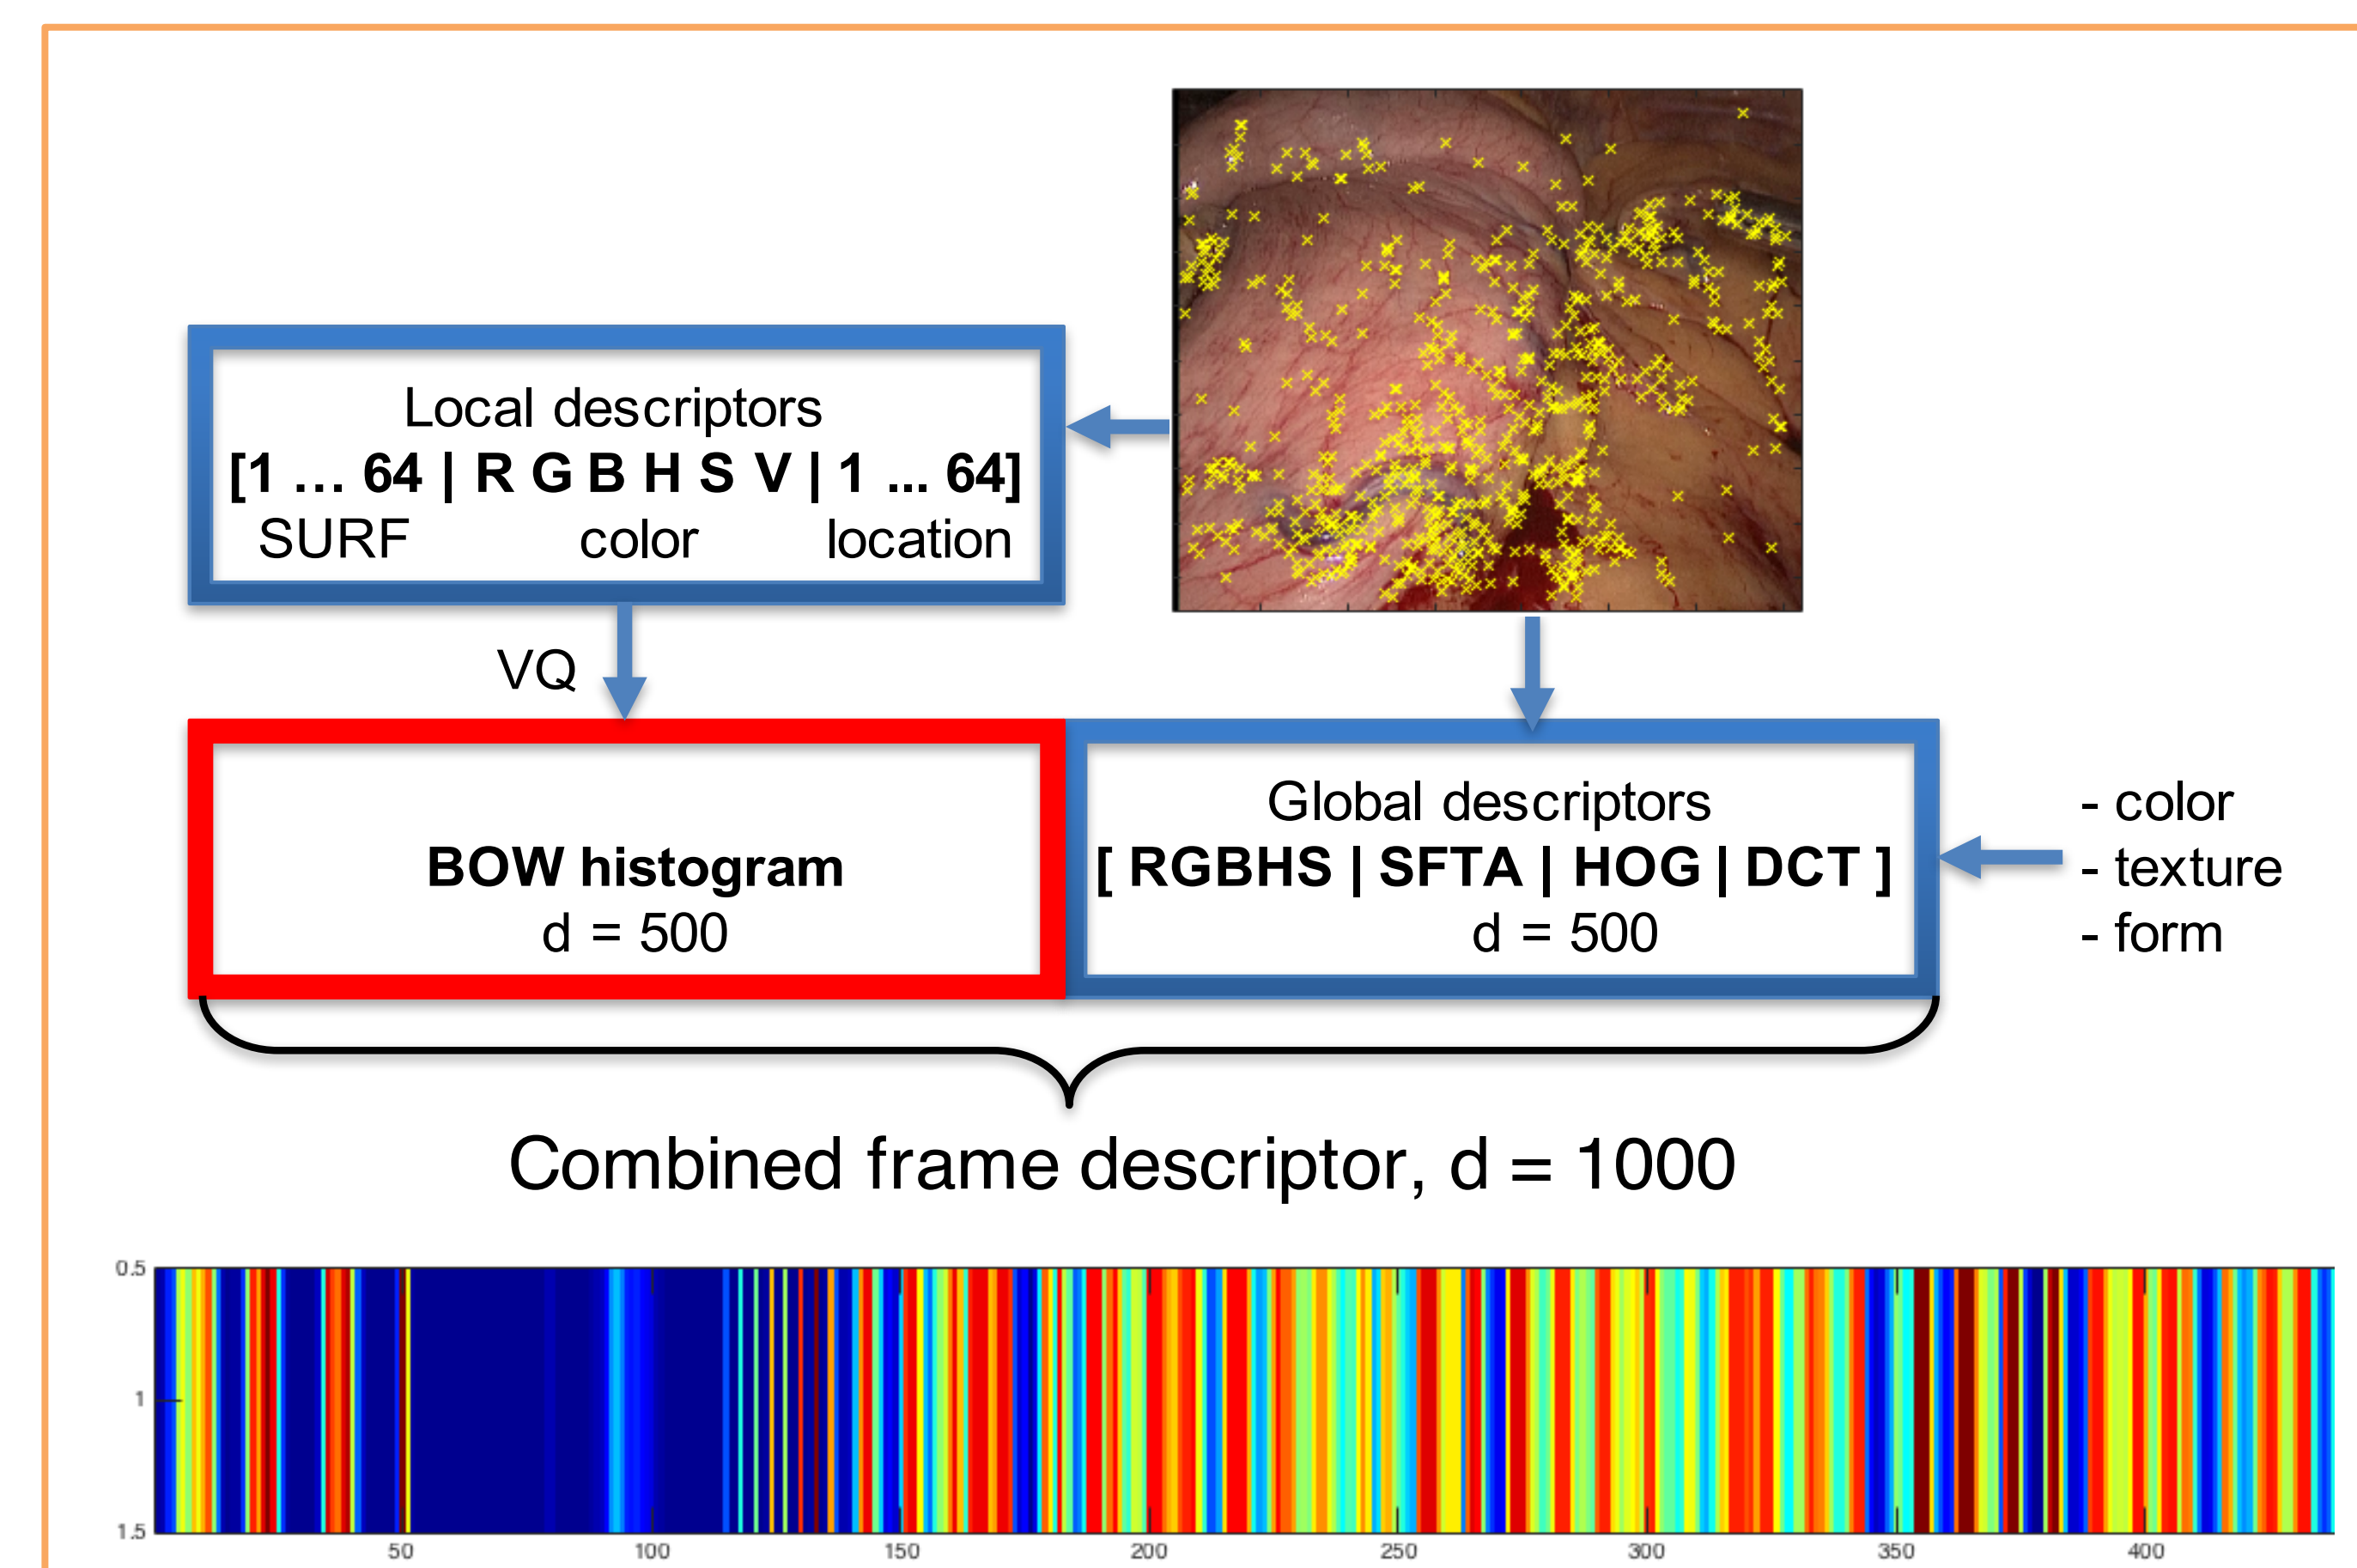 Local descriptors
[1 ... 64 | R G B H S V | 1 ... 64]
SURF color location
VQ
BOW histogram
d = 500
Global descriptors
[ RGBHS | SFTA | HOG | DCT ]
d = 500
- color
- texture
- form
Combined frame descriptor, d = 1000
0.5
1
1.5
50 100 150 200 250 300 350 400